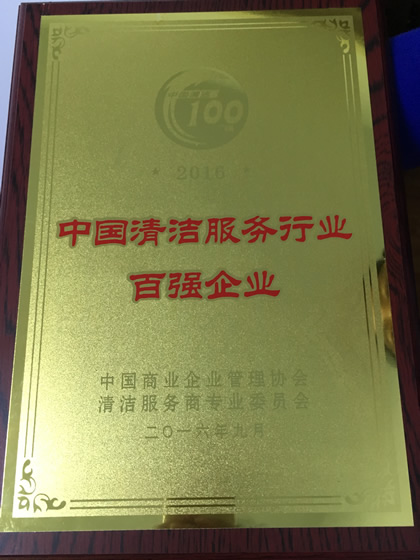 100
2016
中国清洁服务行业
百强企业
中国商业企业管理协会
清洁服务商专业委员会
二〇一六年九月